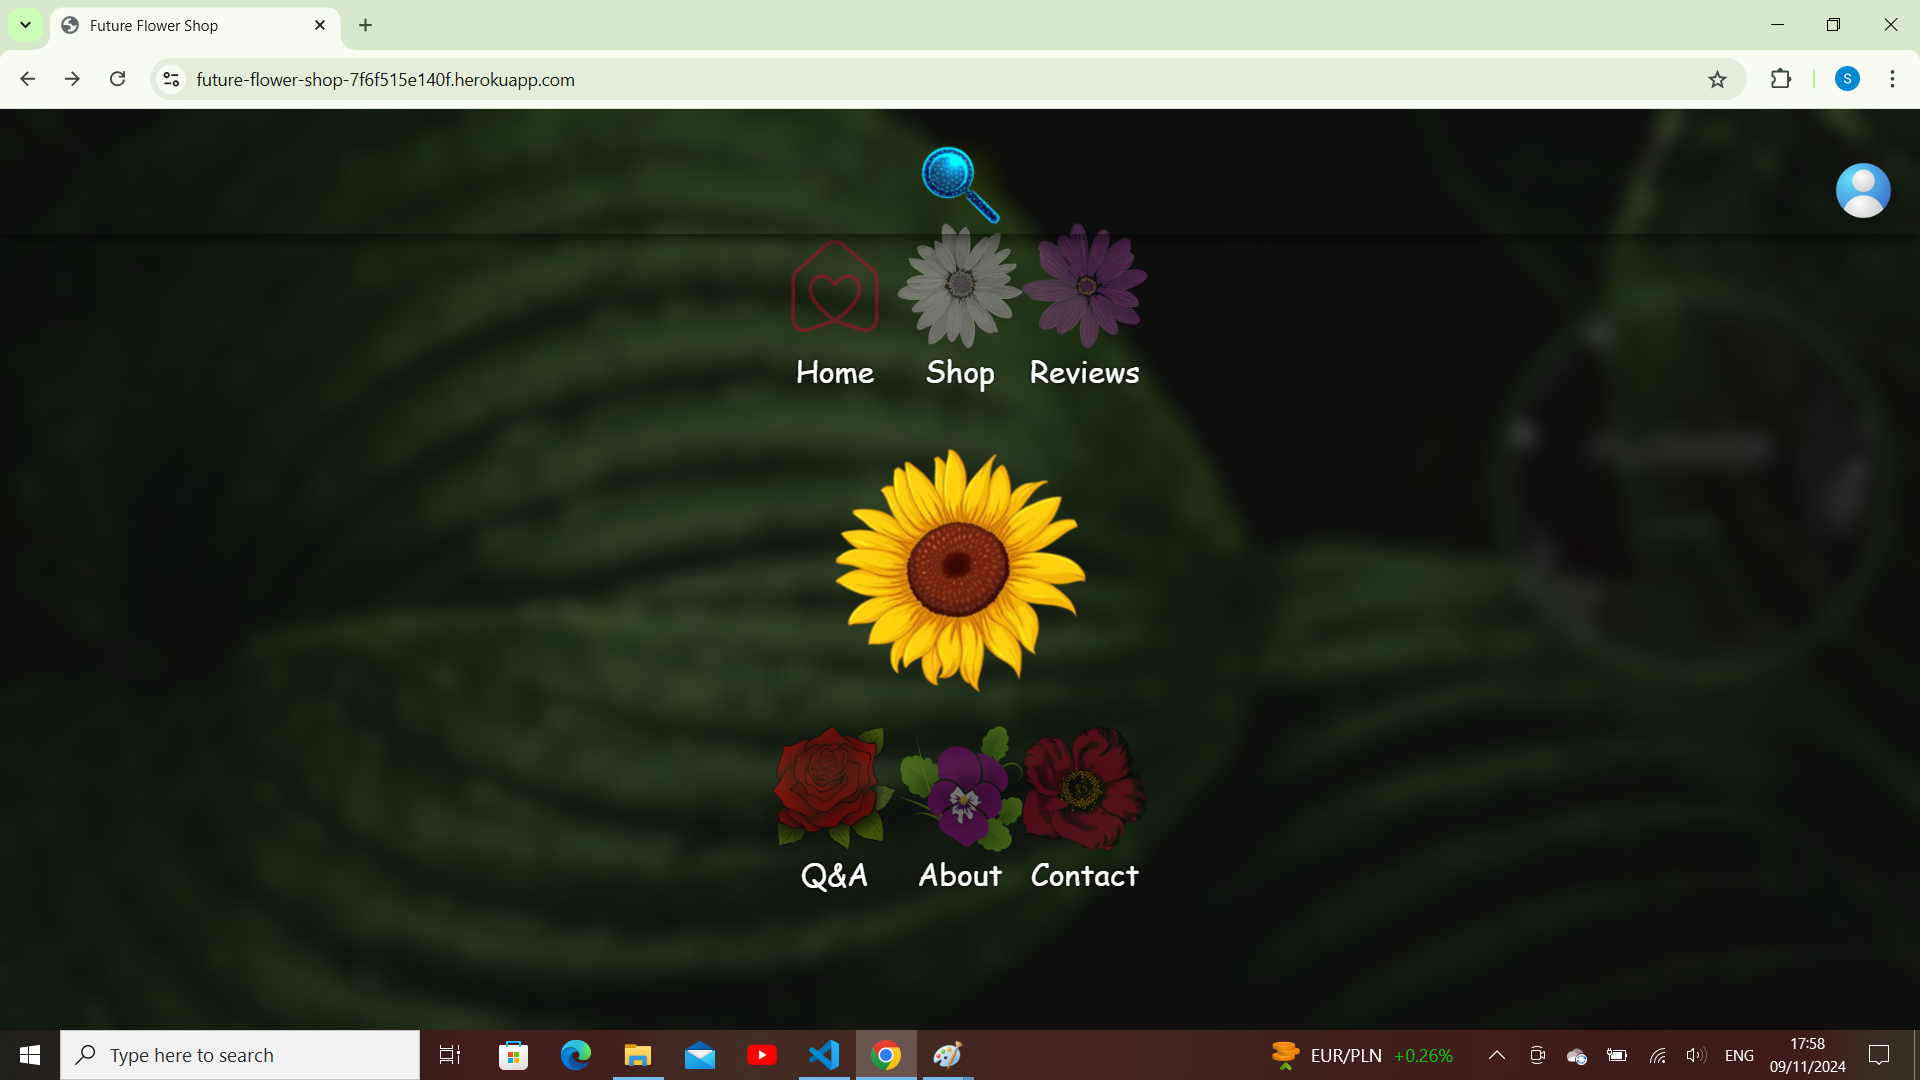 Future Flower Shop
future-flower-shop-7f6f515e140f.herokuapp.com
S
Home Shop Reviews
Q&A About Contact
Type here to search
EUR/PLN +0.26%
ENG
17:58
09/11/2024